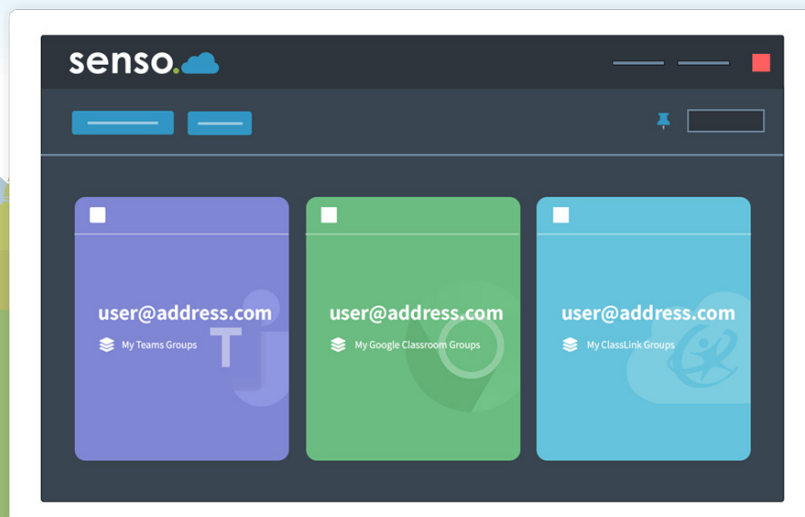 senso.
user@address.com
My Teams Groups
T
user@address.com
My Google Classroom Groups
user@address.com
My ClassLink Groups